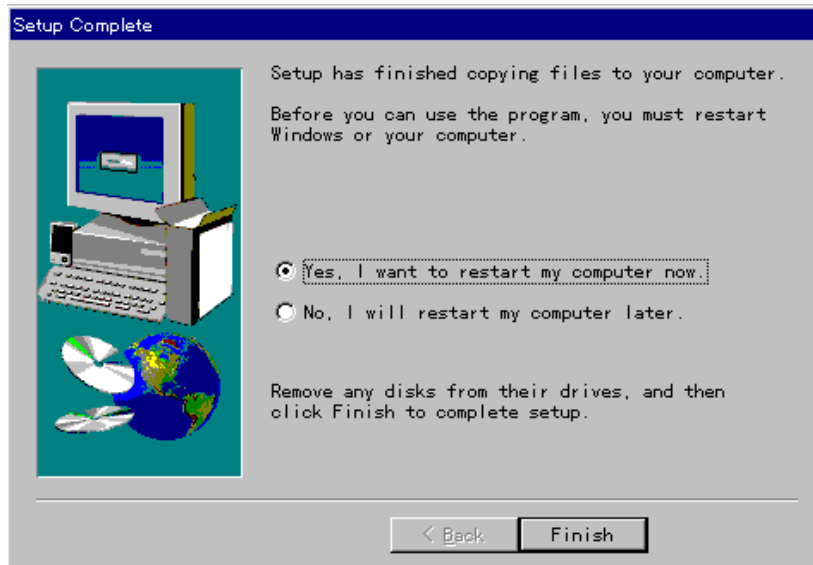 Setup Complete
Setup has finished copying files to your computer.
Before you can use the program, you must restart
Windows or your computer.
Yes, I want to restart my computer now.
No, I will restart my computer later.
Remove any disks from their drives, and then
click Finish to complete setup.
< Back
Finish